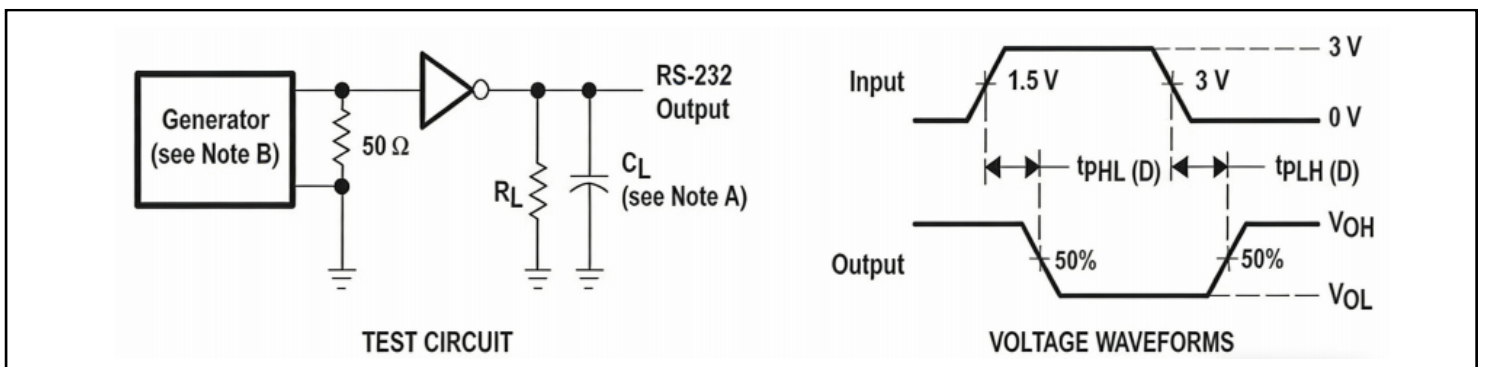 Generator
(see Note B)
50 Ω
RS-232
Output
RL
CL
(see Note A)
TEST CIRCUIT
Input
1.5 V
3 V
3 V
0 V
tPHL (D)
tPLH (D)
Output
50%
50%
VOH
VOL
VOLTAGE WAVEFORMS